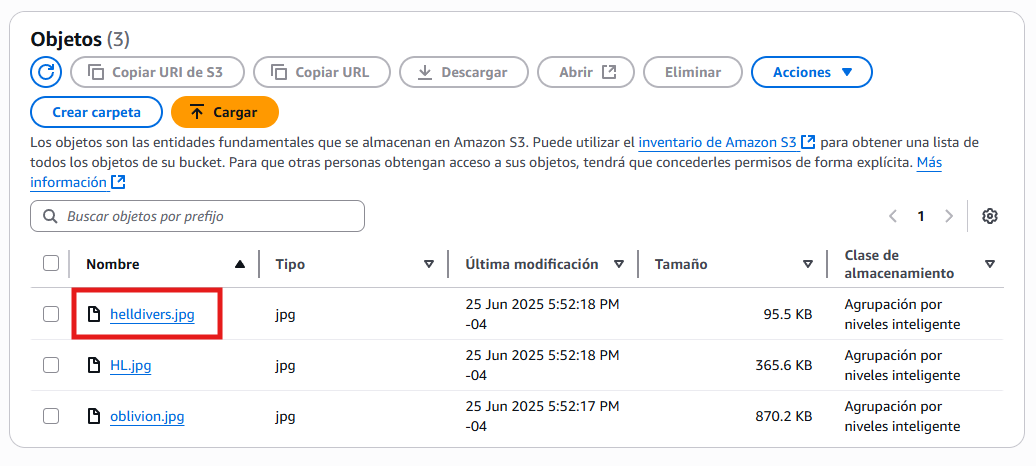 Objetos (3)
Copiar URI de S3
Copiar URL
Descargar
Abrir
Eliminar
Acciones
Crear carpeta
Cargar
Los objetos son las entidades fundamentales que se almacenan en Amazon S3. Puede utilizar el inventario de Amazon S3 para obtener una lista de
todos los objetos de su bucket. Para que otras personas obtengan acceso a sus objetos, tendrá que concederles permisos de forma explícita. Más
información
Buscar objetos por prefijo
1
Nombre
Tipo
Última modificación
Tamaño
Clase de
almacenamiento
helldivers.jpg
jpg
25 Jun 2025 5:52:18 PM
-04
95.5 KB
Agrupación por
niveles inteligente
HL.jpg
jpg
25 Jun 2025 5:52:18 PM
-04
365.6 KB
Agrupación por
niveles inteligente
oblivion.jpg
jpg
25 Jun 2025 5:52:17 PM
-04
870.2 KB
Agrupación por
niveles inteligente